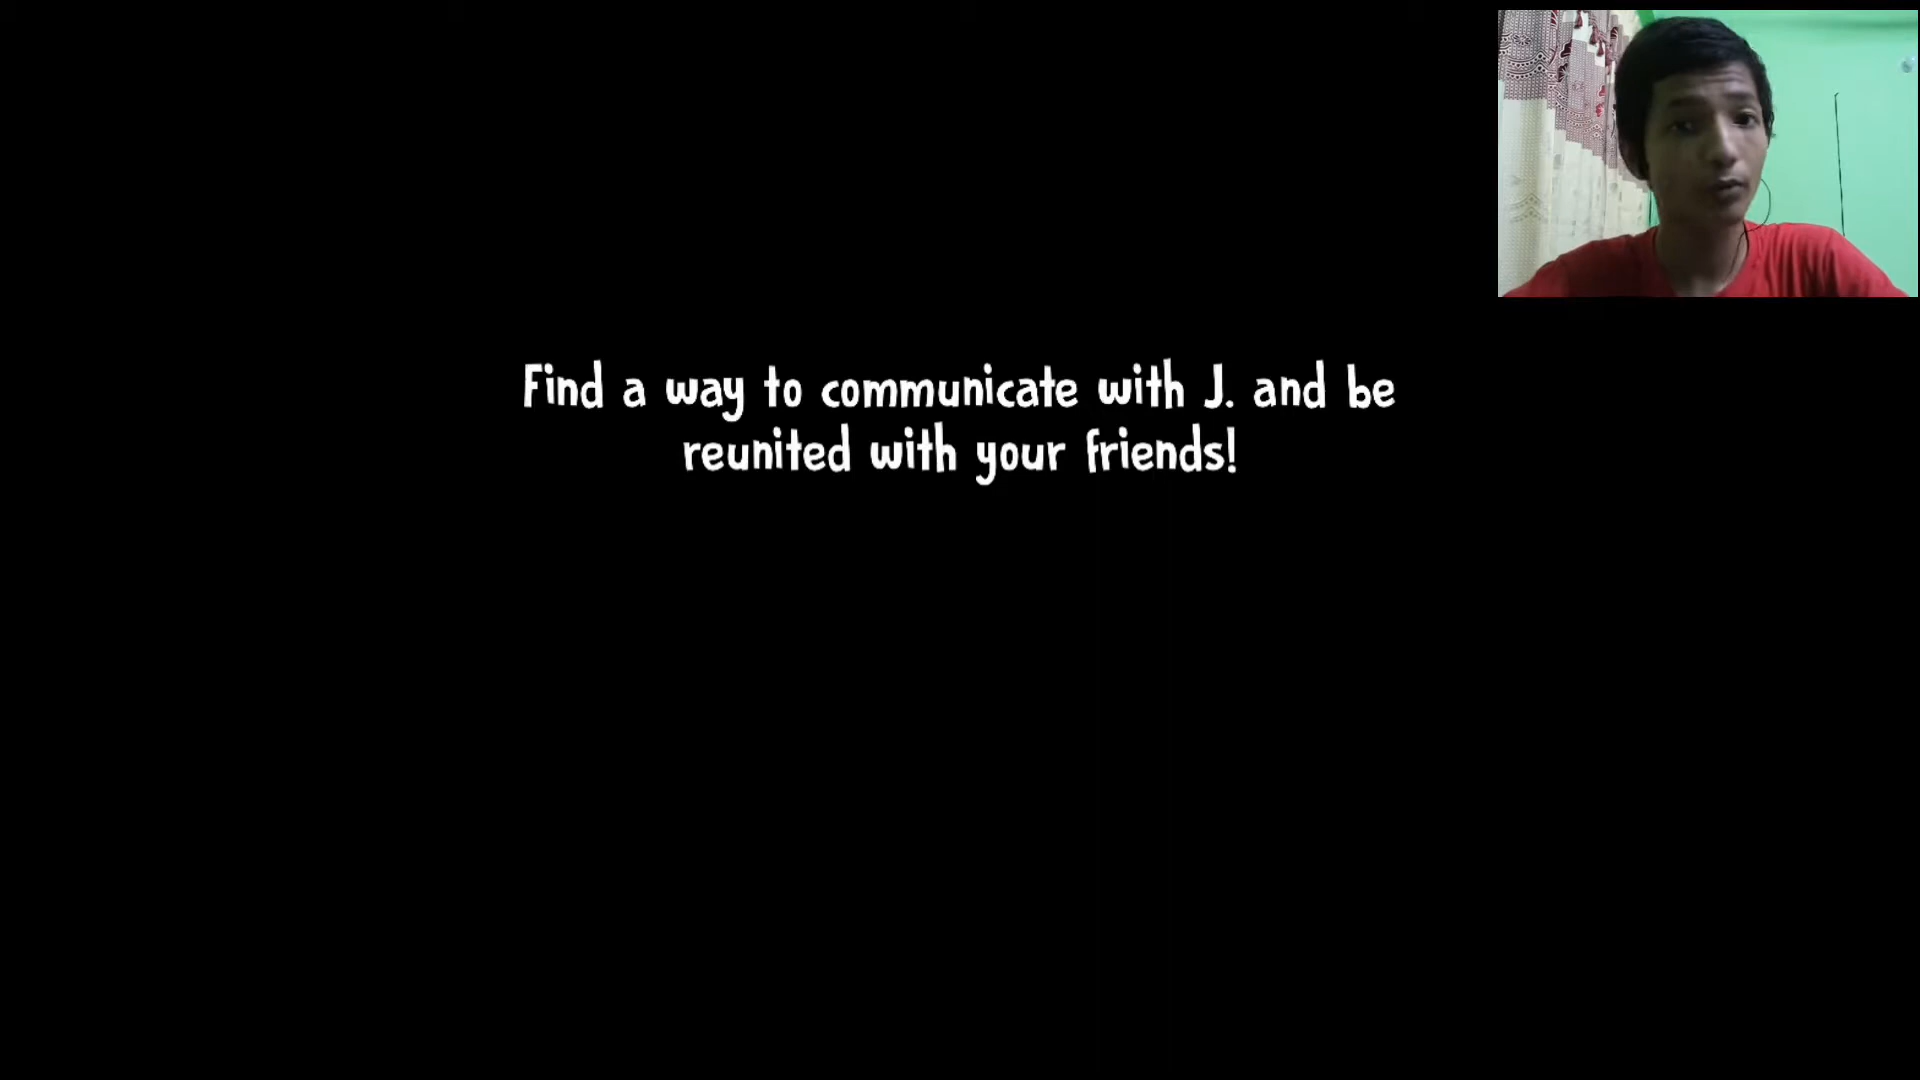 Find a way to communicate with J. and be
reunited with your friends!